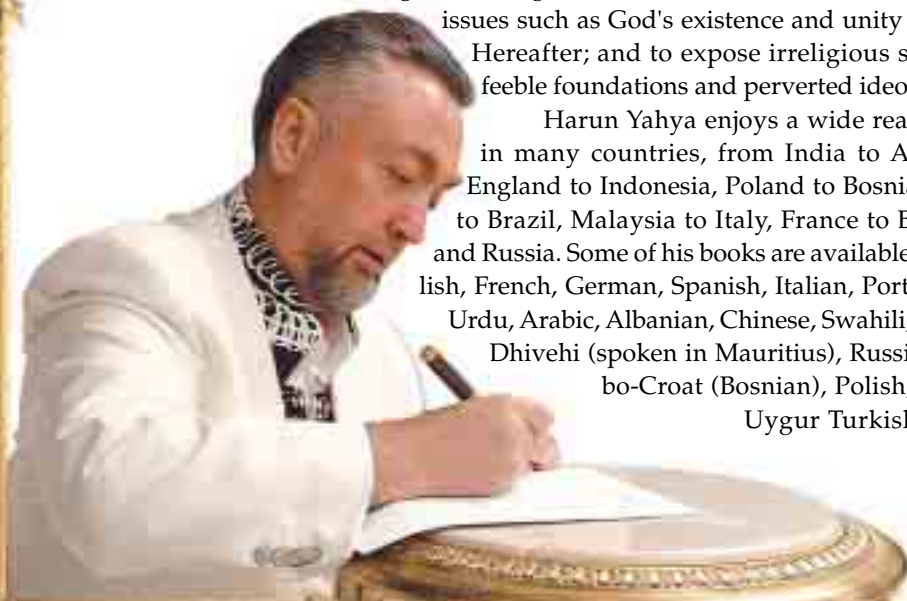 issues such as God's existence and unity
Hereafter; and to expose irreligious s
feeble foundations and perverted ideo
Harun Yahya enjoys a wide rea
in many countries, from India to A
England to Indonesia, Poland to Bosni
to Brazil, Malaysia to Italy, France to B
and Russia. Some of his books are available
lish, French, German, Spanish, Italian, Port
Urdu, Arabic, Albanian, Chinese, Swahili,
Dhivehi (spoken in Mauritius), Russi
bo-Croat (Bosnian), Polish,
Uygur Turkish